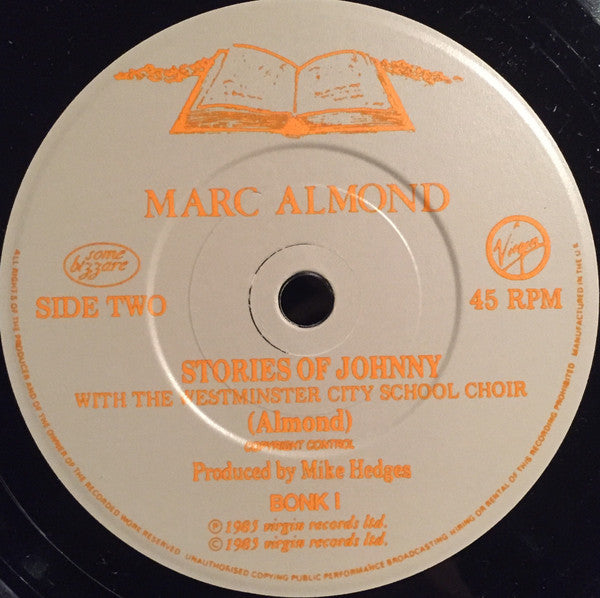 MARC ALMOND
some bizzare
Virgin
SIDE TWO
45 RPM
STORIES OF JOHNNY
WITH THE WESTMINSTER CITY SCHOOL CHOIR
(Almond)
COPYRIGHT CONTROL
Produced by Mike Hedges
BONK 1
℗ 1985 virgin records ltd.
© 1985 virgin records ltd.
ALL RIGHTS OF THE PRODUCER AND OF THE OWNER OF THE RECORDED WORK RESERVED UNAUTHORISED COPYING PUBLIC PERFORMANCE BROADCASTING HIRING OR RENTAL OF THIS RECORDING PROHIBITED MANUFACTURED IN THE U.K.